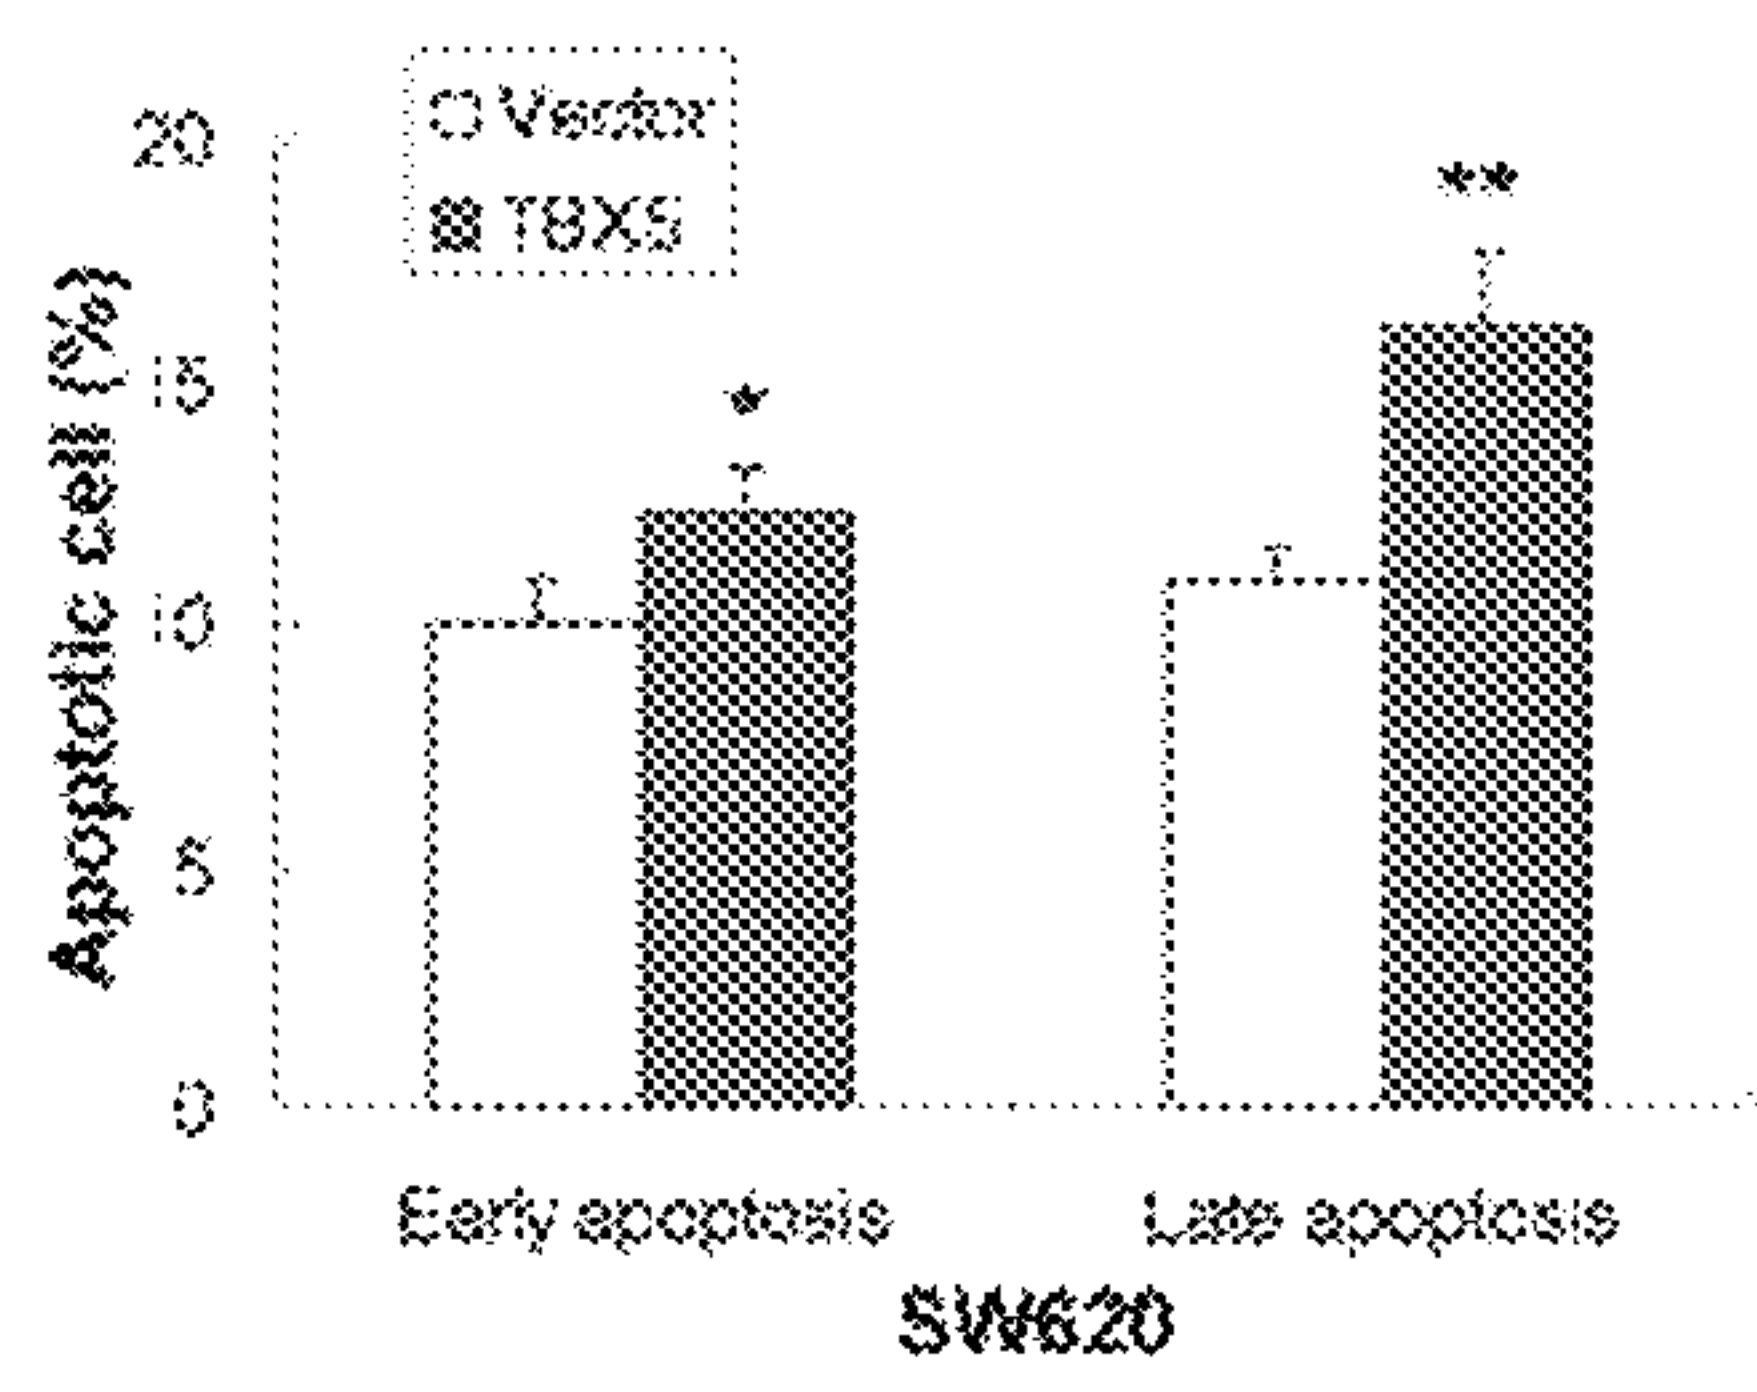 Vector
TBX5
20
15
10
5
0
Apoptotic cell (%)
*
**
Early apoptosis
Late apoptosis
SW620